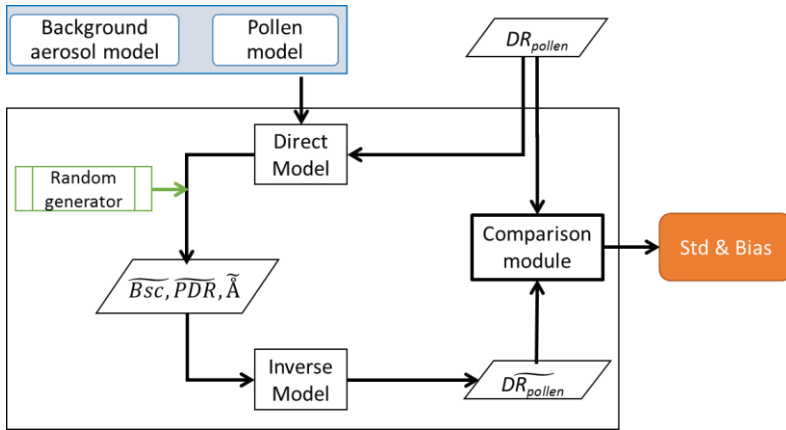 Background
aerosol model
Pollen
model
DR_pollen
Direct
Model
Random
generator
Comparison
module
Std & Bias
B̃sc, P̃DR, Å̃
Inverse
Model
D̃R_pollen